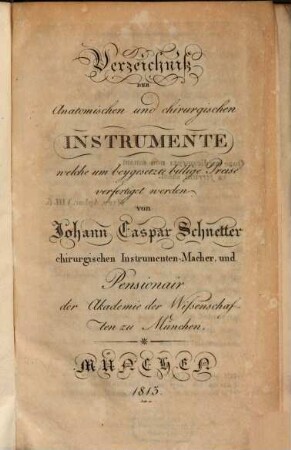 Verzeichniß
DER
Anatomischen und chirurgischen
INSTRUMENTE
welche um beygesetzte billige Preise
verfertiget werden
von
Johann Caspar Schnetter
chirurgischen Instrumenten-Macher, und
Pensionair
der Akademie der Wißenschaf-
ten zu München.
MÜNCHEN
1813.